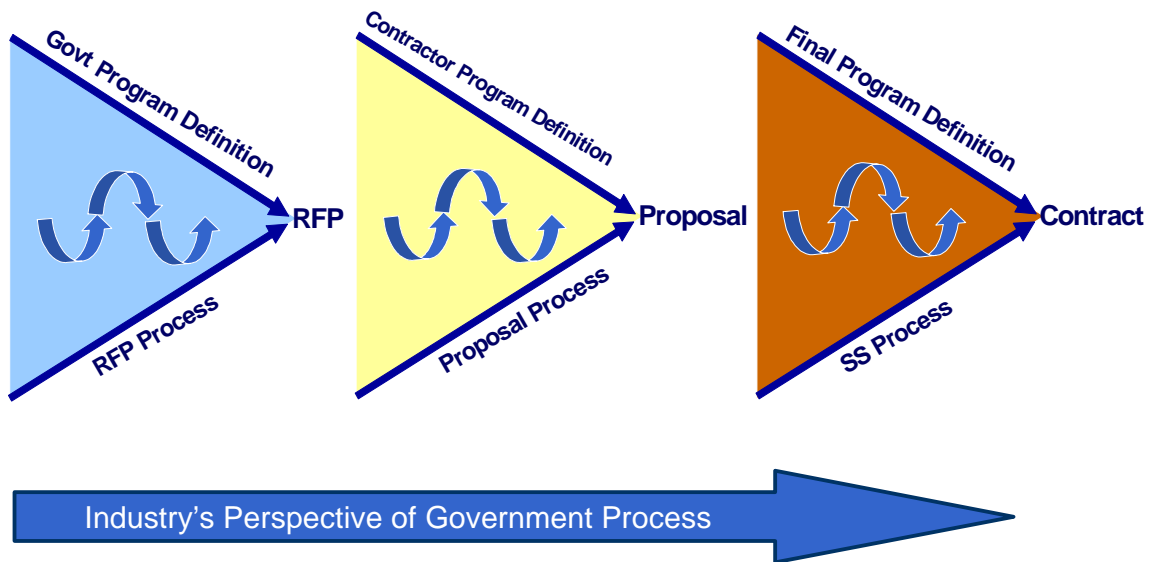 Govt Program Definition
RFP
RFP Process
Contractor Program Definition
Proposal
Proposal Process
Final Program Definition
Contract
SS Process
Industry's Perspective of Government Process